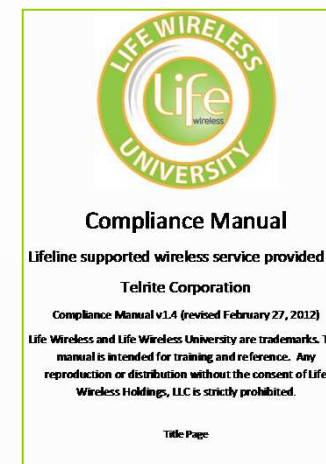 LIFE WIRELESS
Life
wireless
UNIVERSITY
Compliance Manual
Lifeline supported wireless service provided
Telrite Corporation
Compliance Manual v1.4 (revised February 27, 2012)
Life Wireless and Life Wireless University are trademarks.
manual is intended for training and reference. Any
reproduction or distribution without the consent of Life
Wireless Holdings, LLC is strictly prohibited.
Title Page